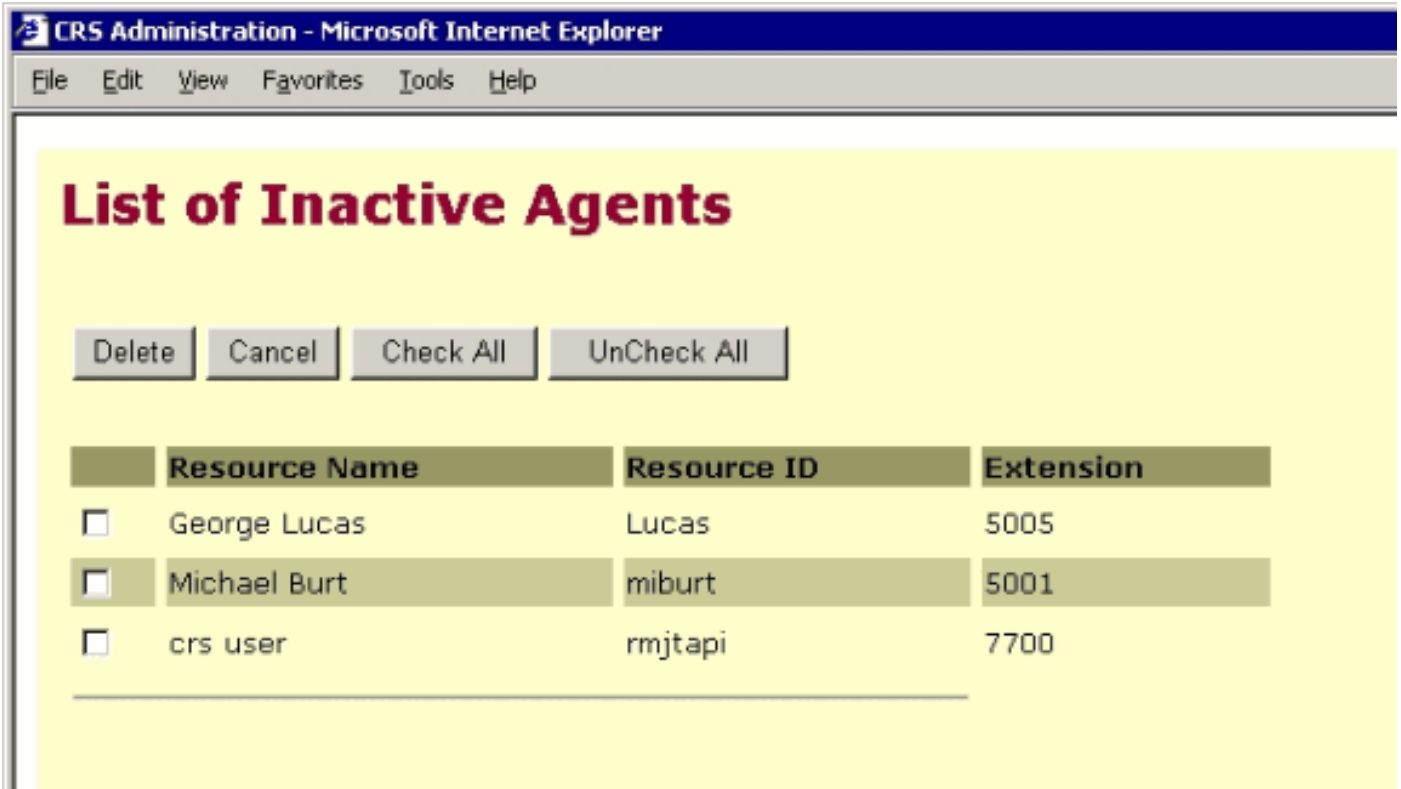 CRS Administration - Microsoft Internet Explorer
File Edit View Favorites Tools Help
List of Inactive Agents
Delete Cancel Check All UnCheck All
Resource Name Resource ID Extension
George Lucas Lucas 5005
Michael Burt miburt 5001
crs user rmjtapi 7700